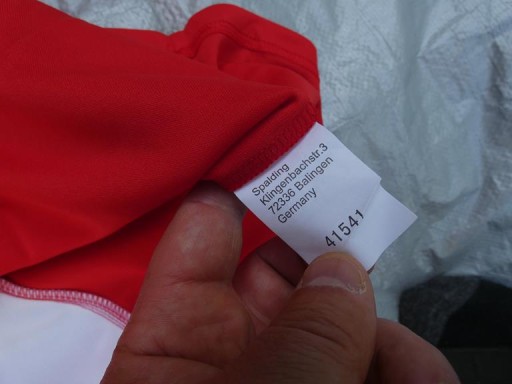 Spalding
Klingenbachstr.3
72336 Balingen
Germany
41541